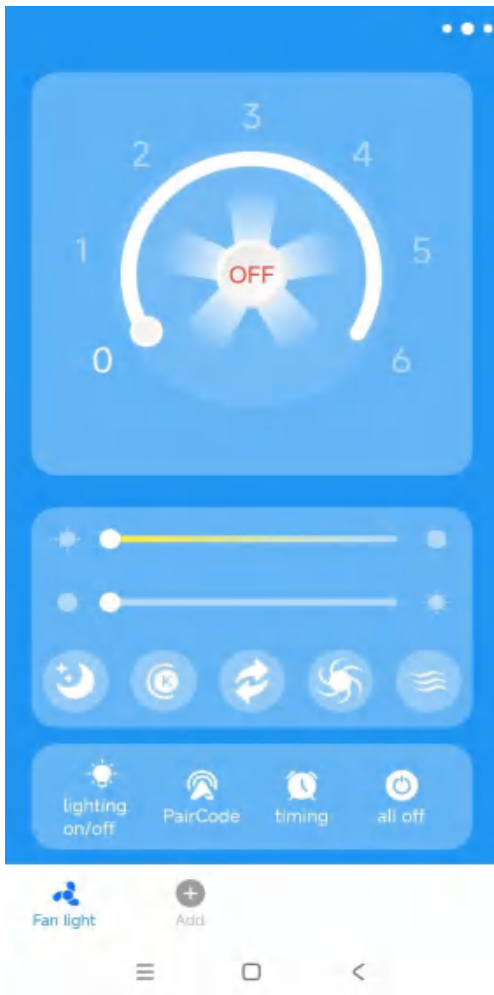 3
2
4
1
5
OFF
0
6
K
lighting
on/off
PairCode
timing
all off
Fan light
Add